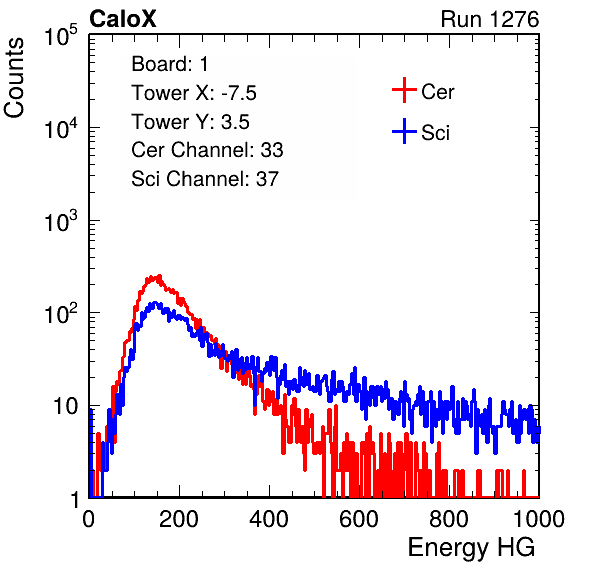 CaloX Run 1276
Counts
10^5
10^4
10^3
10^2
10
1
Board: 1
Tower X: -7.5
Tower Y: 3.5
Cer Channel: 33
Sci Channel: 37
Cer
Sci
0 200 400 600 800 1000
Energy HG